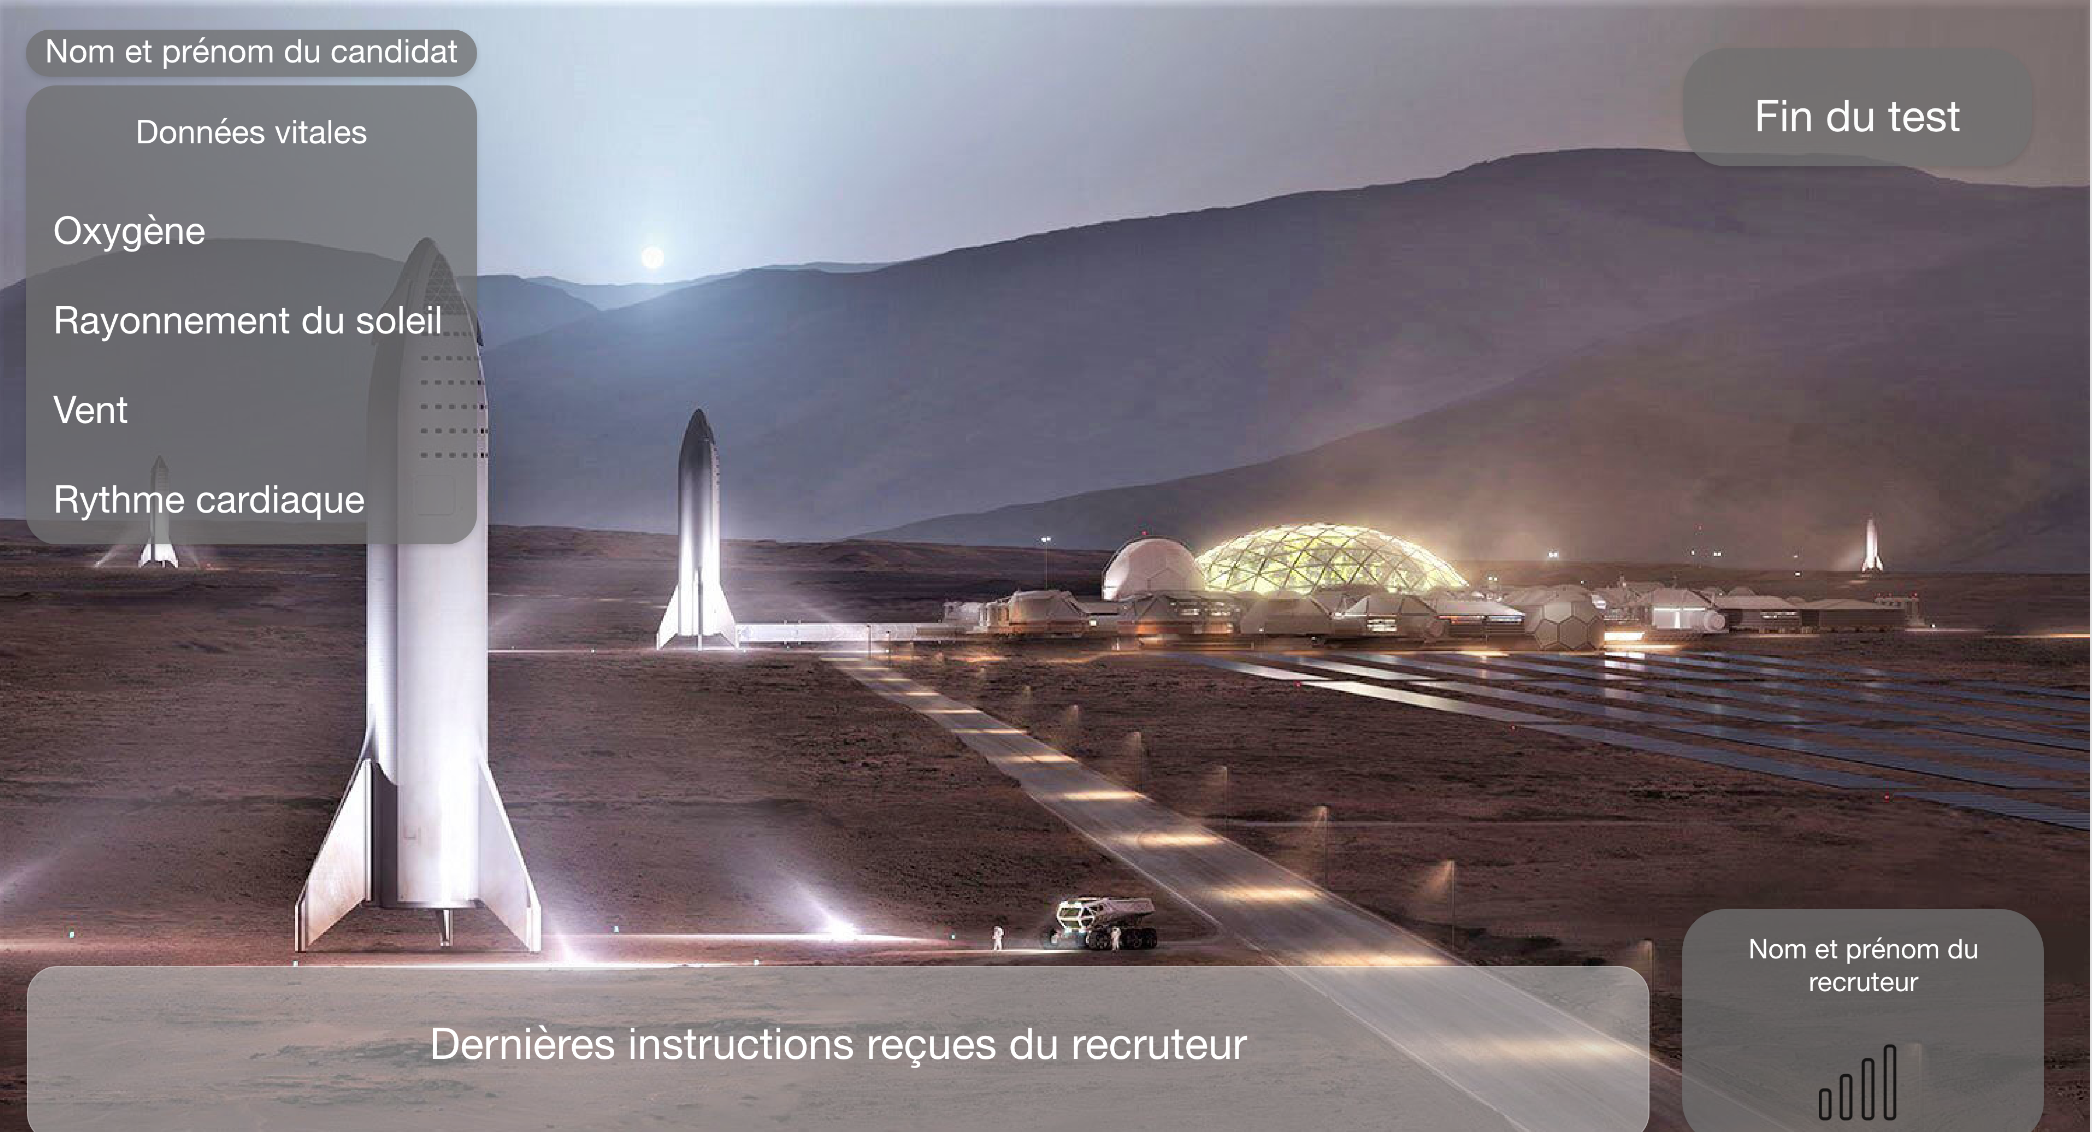 Nom et prénom du candidat
Données vitales
Oxygène
Rayonnement du soleil
Vent
Rythme cardiaque
Fin du test
Dernières instructions reçues du recruteur
Nom et prénom du
recruteur